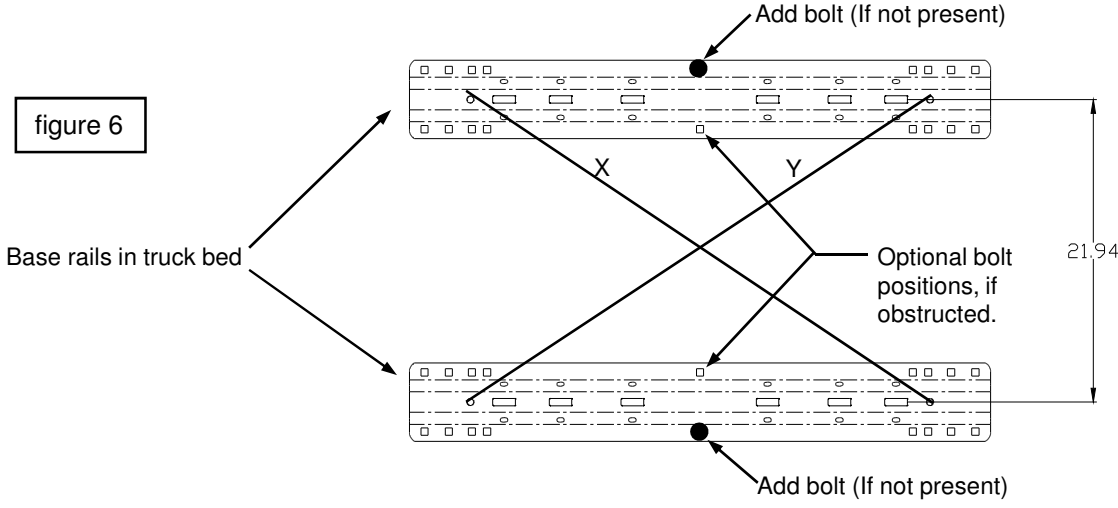 Add bolt (If not present)
figure 6
X
Y
Base rails in truck bed
21.94
Optional bolt
positions, if
obstructed.
Add bolt (If not present)